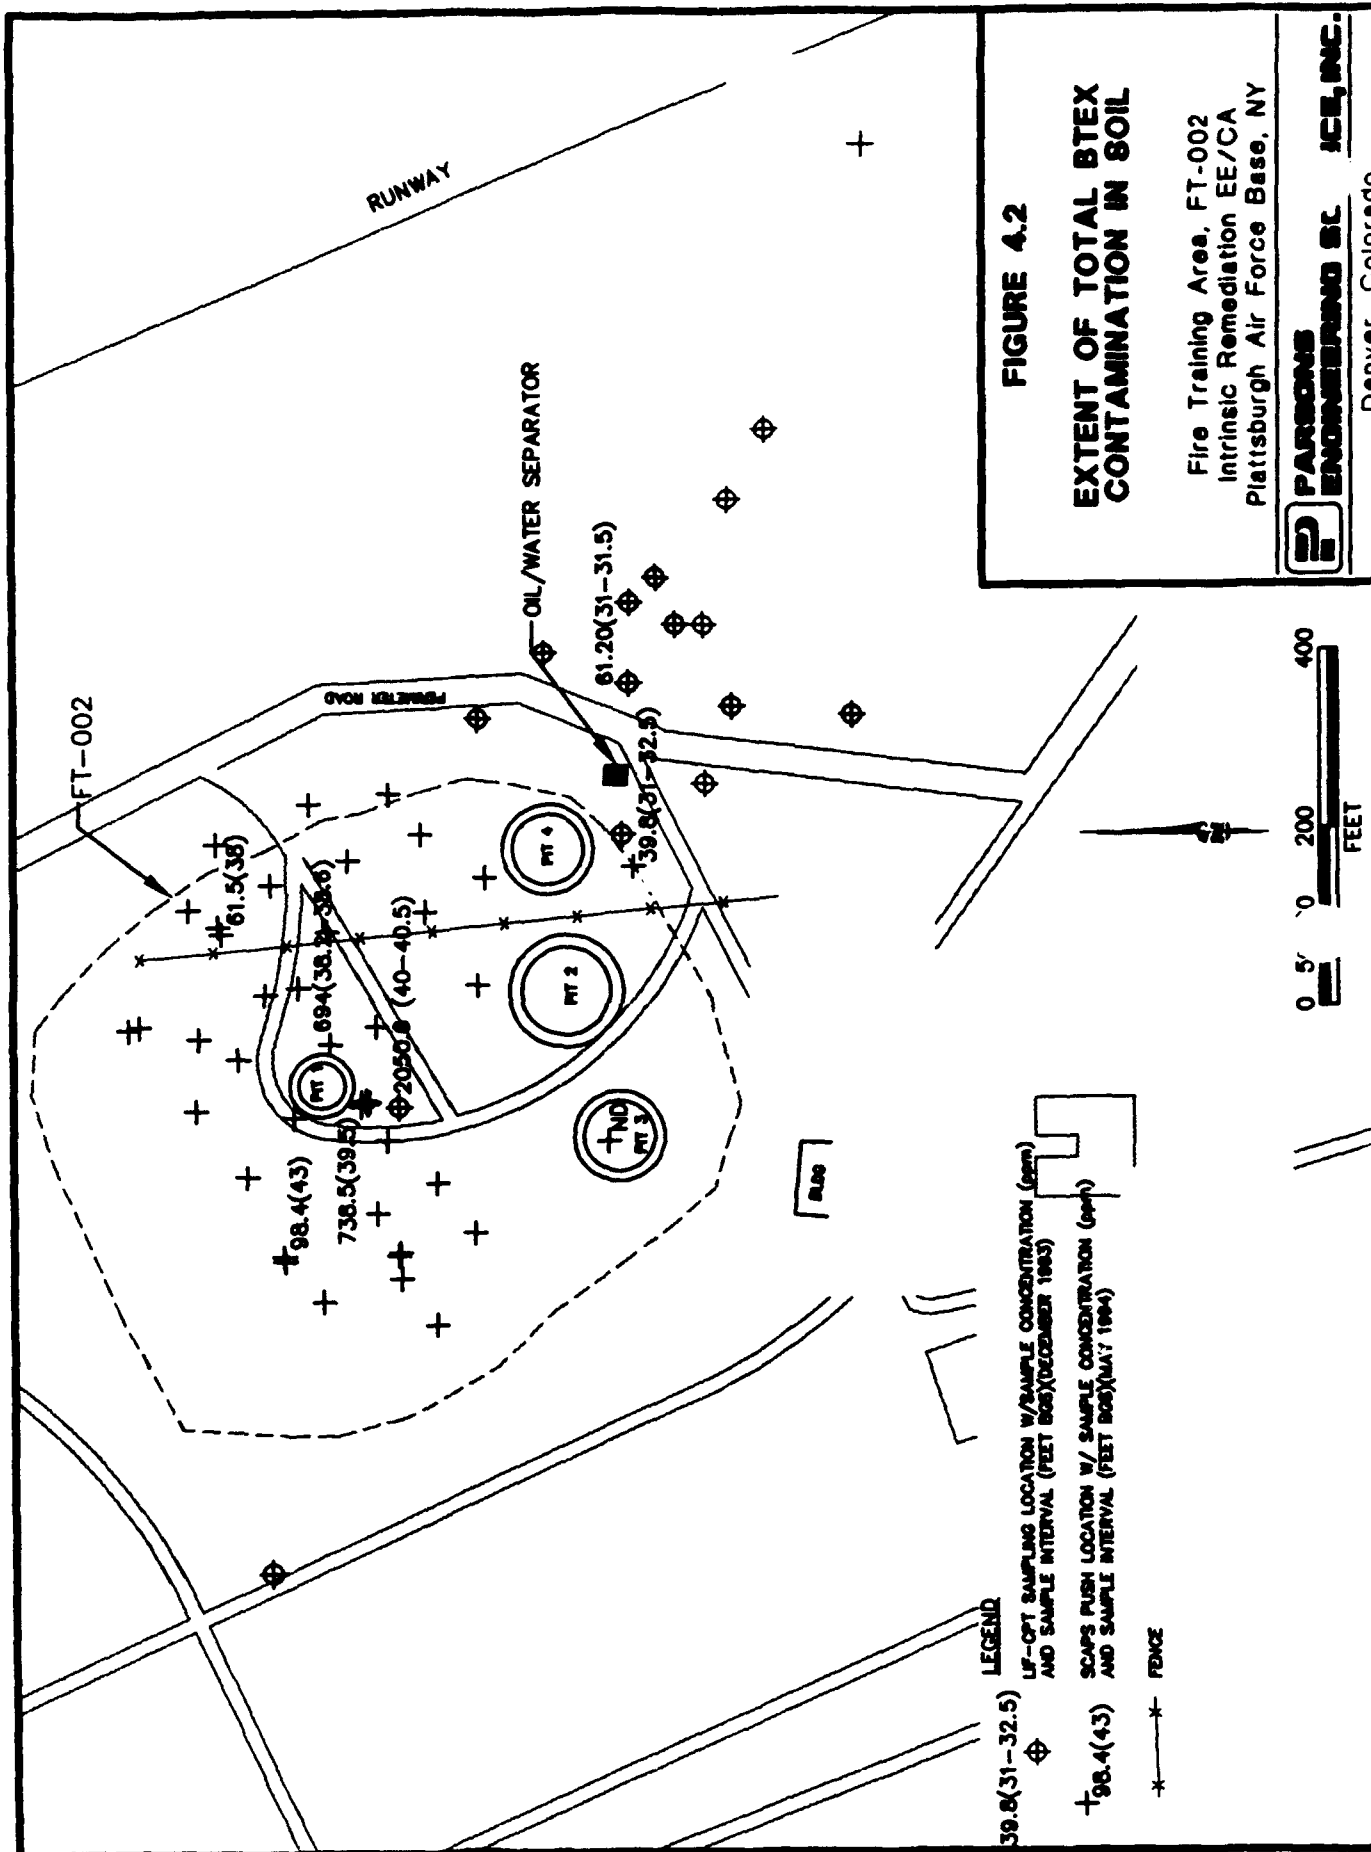 RUNWAY
FT-002
PERIMETER ROAD
OIL/WATER SEPARATOR
61.5(38)
694(38.2-38.6)
2050.8 (40-40.5)
61.20(31-31.5)
39.8(31-32.5)
98.4(43)
738.5(39.5)
PIT 1
PIT 2
PIT 4
ND
PIT 3
BLDG
LEGEND
39.8(31-32.5)
LIF-CPT SAMPLING LOCATION W/SAMPLE CONCENTRATION (ppm)
AND SAMPLE INTERVAL (FEET BGS)(DECEMBER 1993)
98.4(43)
SCAPS PUSH LOCATION W/ SAMPLE CONCENTRATION (ppm)
AND SAMPLE INTERVAL (FEET BGS)(MAY 1994)
FENCE
0 200 400
FEET
FIGURE 4.2
EXTENT OF TOTAL BTEX
CONTAMINATION IN SOIL
Fire Training Area, FT-002
Intrinsic Remediation EE/CA
Plattsburgh Air Force Base, NY
PARSONS
ENGINEERING SC ICE, INC.
Denver, Colorado